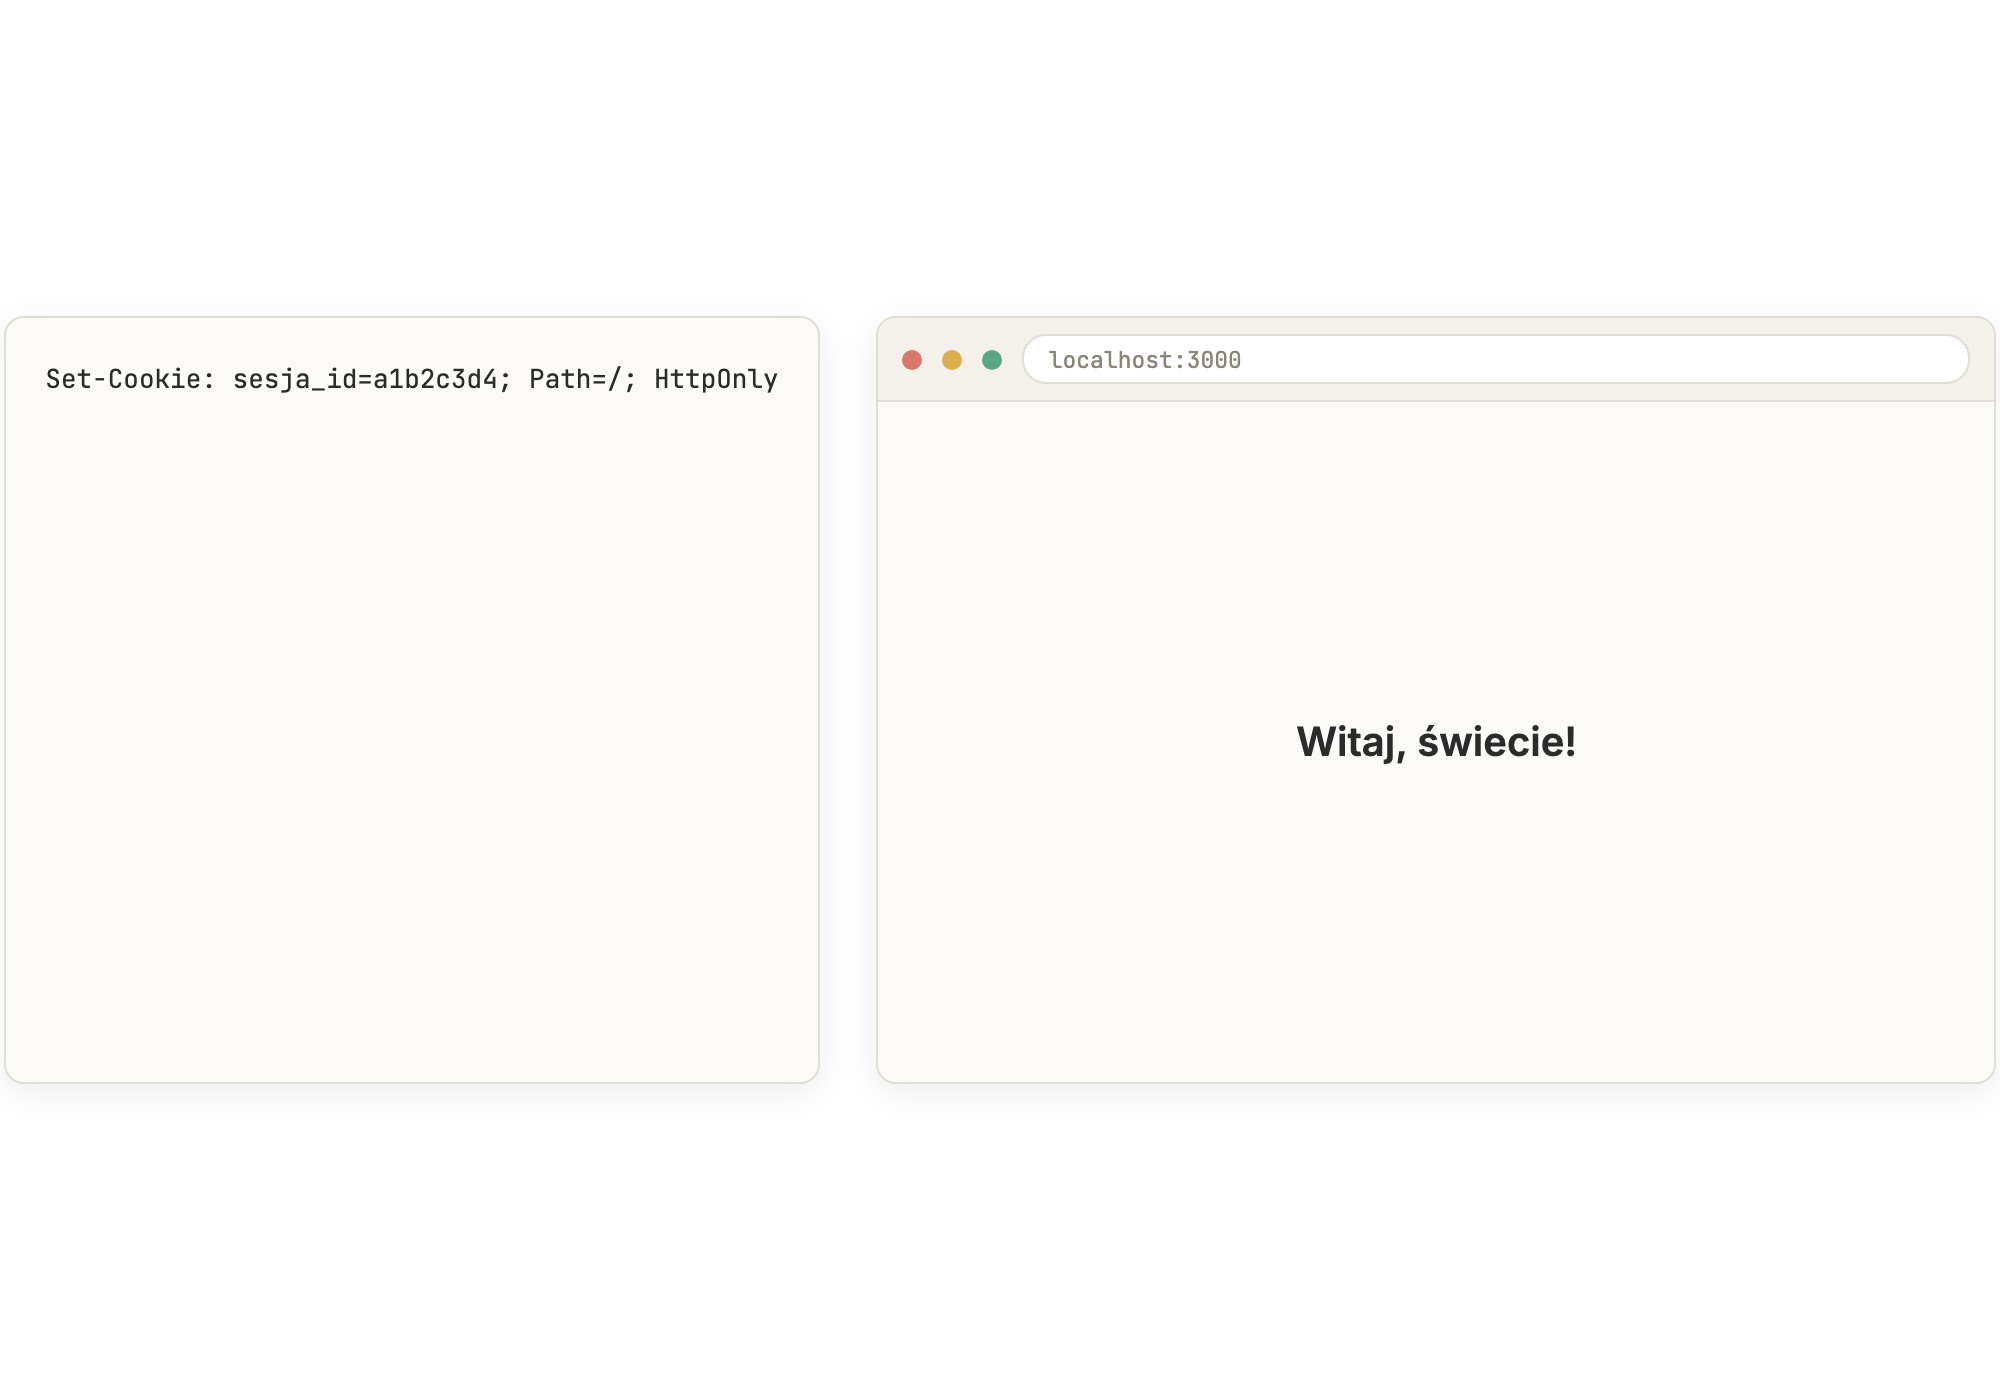 Set-Cookie: sesja_id=a1b2c3d4; Path=/; HttpOnly
localhost:3000
Witaj, świecie!